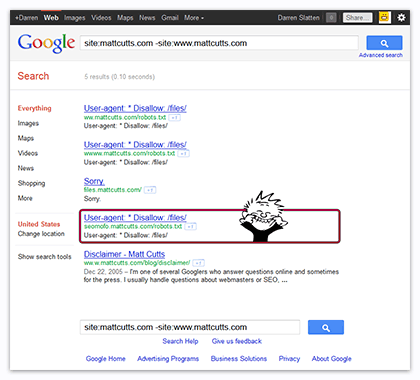 +Darren Web Images Videos Maps News Gmail More Darren Slatten 0 Share...
Google site:mattcutts.com -site:www.mattcutts.com
Advanced search
Search 5 results (0.10 seconds)
Everything
Images
Maps
Videos
News
Shopping
More
United States
Change location
Show search tools
User-agent: * Disallow: /files/
ww.mattcutts.com/robots.txt +1
User-agent: * Disallow: /files/
User-agent: * Disallow: /files/
wwww.mattcutts.com/robots.txt +1
User-agent: * Disallow: /files/
Sorry.
files.mattcutts.com/ +1
Sorry.
User-agent: * Disallow: /files/
seomofo.mattcutts.com/robots.txt +1
User-agent: * Disallow: /files/
Disclaimer - Matt Cutts
www.mattcutts.com/blog/disclaimer/ +1
Dec 22, 2005 – I'm one of several Googlers who answer questions online and sometimes
for the press. I usually handle questions about webmasters or SEO, ...
site:mattcutts.com -site:www.mattcutts.com
Search Help Give us feedback
Google Home Advertising Programs Business Solutions Privacy About Google